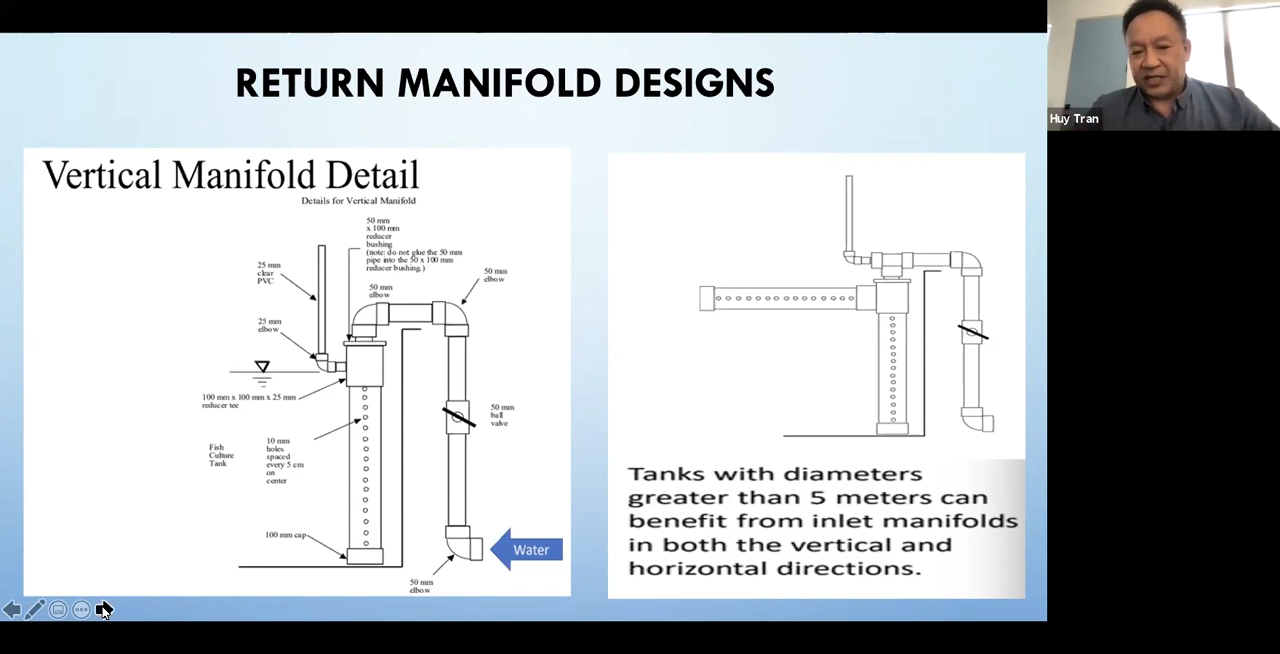 RETURN MANIFOLD DESIGNS
Huy Tran
Vertical Manifold Detail
Details for Vertical Manifold
50 mm
x 100 mm
reducer
bushing
(note: do not glue the 50 mm
pipe into the 50 x 100 mm
reducer bushing.)
25 mm
clear
PVC
50 mm
elbow
50 mm
elbow
25 mm
elbow
100 mm x 100 mm x 25 mm
reducer tee
50 mm
ball
valve
Fish
Culture
Tank
10 mm
holes
spaced
every 5 cm
on
center
100 mm cap
Water
50 mm
elbow
Tanks with diameters
greater than 5 meters can
benefit from inlet manifolds
in both the vertical and
horizontal directions.